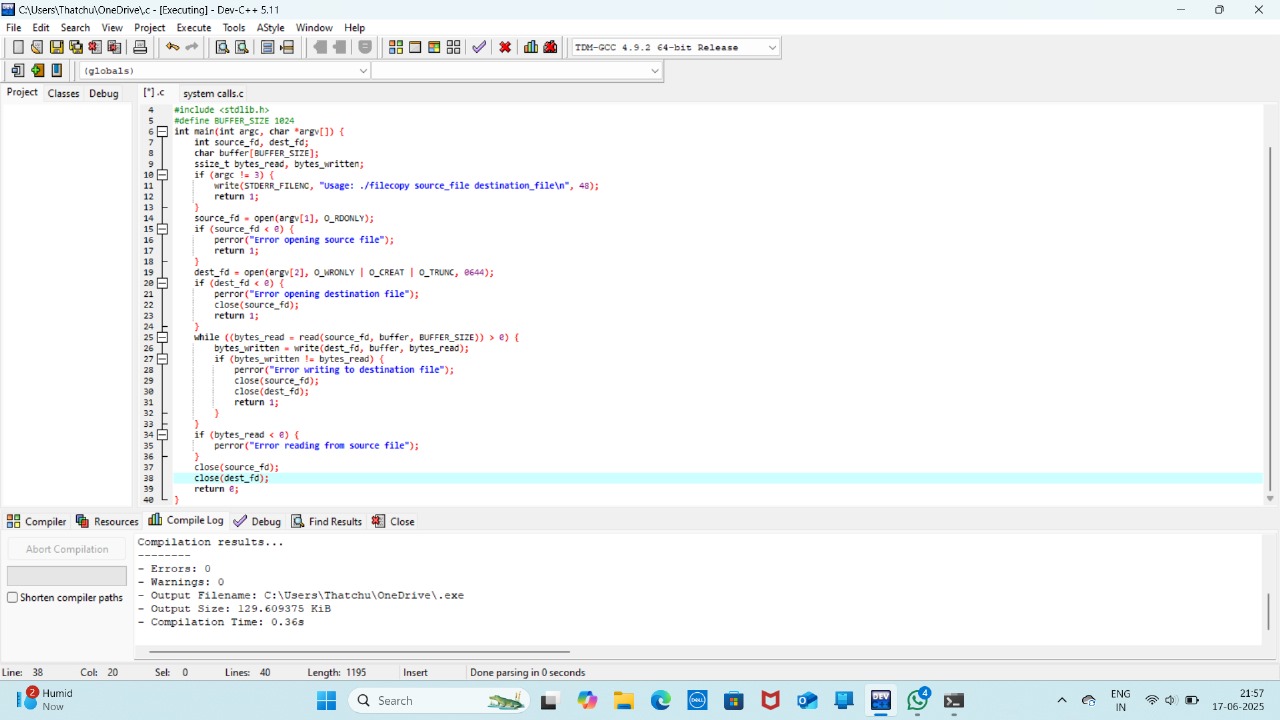 C:\Users\Thatchu\OneDrive\.c - [Executing] - Dev-C++ 5.11
File Edit Search View Project Execute Tools AStyle Window Help
TDM-GCC 4.9.2 64-bit Release
(globals)
Project Classes Debug [*] .c system calls.c
4 #include <stdlib.h>
5 #define BUFFER_SIZE 1024
6 int main(int argc, char *argv[]) {
7 int source_fd, dest_fd;
8 char buffer[BUFFER_SIZE];
9 ssize_t bytes_read, bytes_written;
10 if (argc != 3) {
11 write(STDERR_FILENO, "Usage: ./filecopy source_file destination_file\n", 48);
12 return 1;
13 }
14 source_fd = open(argv[1], O_RDONLY);
15 if (source_fd < 0) {
16 perror("Error opening source file");
17 return 1;
18 }
19 dest_fd = open(argv[2], O_WRONLY | O_CREAT | O_TRUNC, 0644);
20 if (dest_fd < 0) {
21 perror("Error opening destination file");
22 close(source_fd);
23 return 1;
24 }
25 while ((bytes_read = read(source_fd, buffer, BUFFER_SIZE)) > 0) {
26 bytes_written = write(dest_fd, buffer, bytes_read);
27 if (bytes_written != bytes_read) {
28 perror("Error writing to destination file");
29 close(source_fd);
30 close(dest_fd);
31 return 1;
32 }
33 }
34 if (bytes_read < 0) {
35 perror("Error reading from source file");
36 }
37 close(source_fd);
38 close(dest_fd);
39 return 0;
40 }
Compiler Resources Compile Log Debug Find Results Close
Abort Compilation
Shorten compiler paths
Compilation results...
--------
- Errors: 0
- Warnings: 0
- Output Filename: C:\Users\Thatchu\OneDrive\.exe
- Output Size: 129.609375 KiB
- Compilation Time: 0.36s
Line: 38 Col: 20 Sel: 0 Lines: 40 Length: 1195 Insert Done parsing in 0 seconds
2 Humid
Now
Search
DELL
DEV
4
ENG
IN
21:57
17-06-2025